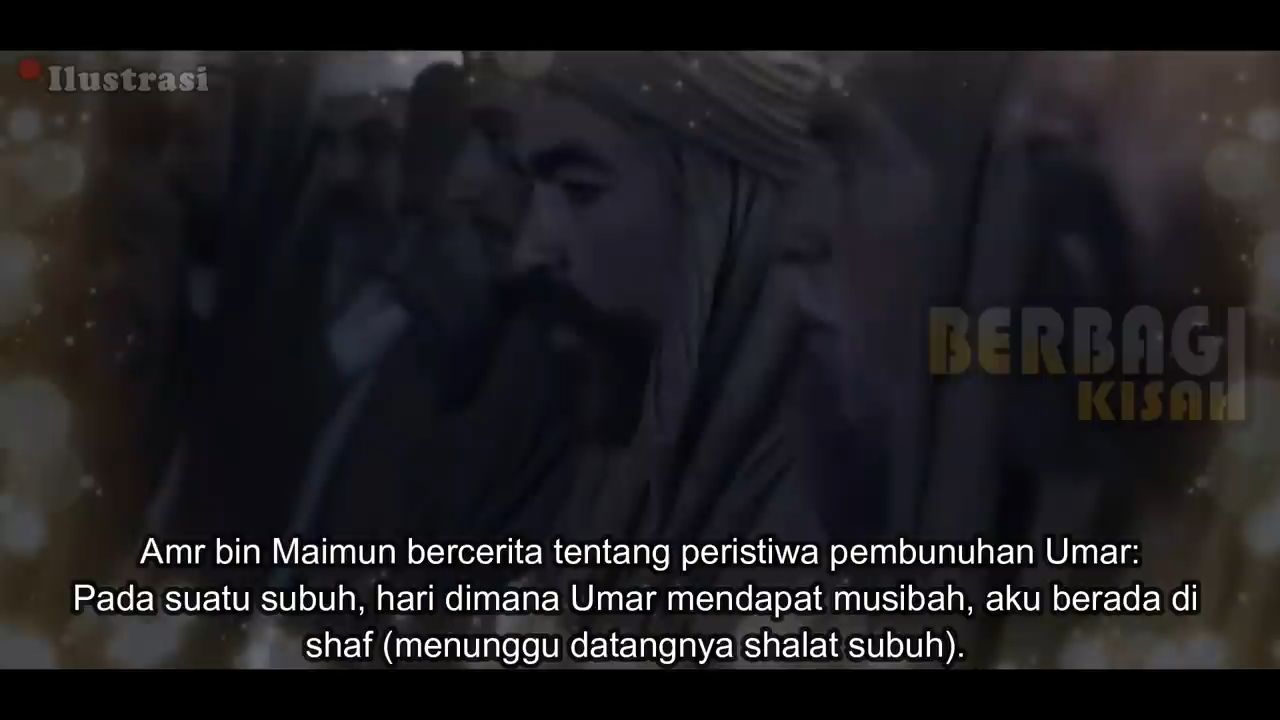 Ilustrasi
BERBAGI
KISAH
Amr bin Maimun bercerita tentang peristiwa pembunuhan Umar:
Pada suatu subuh, hari dimana Umar mendapat musibah, aku berada di
shaf (menunggu datangnya shalat subuh).